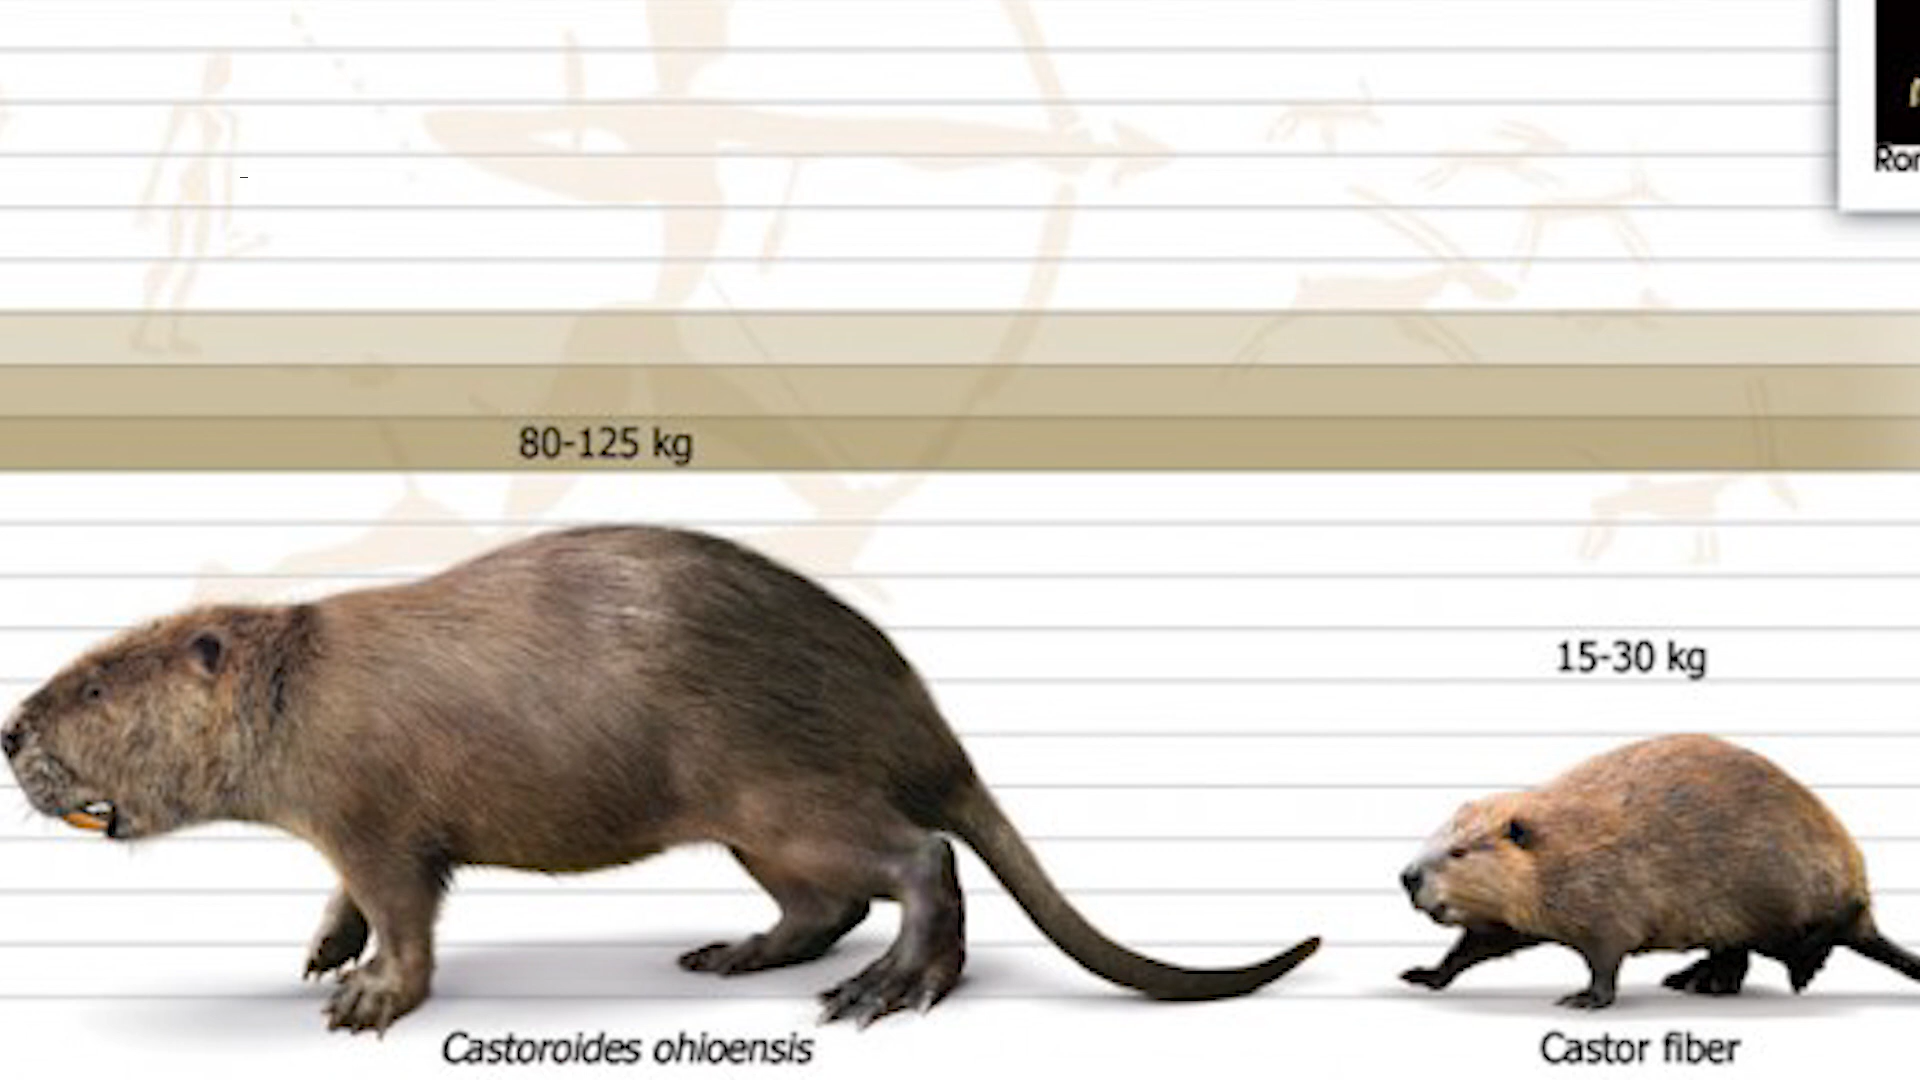 80-125 kg
15-30 kg
Castoroides ohioensis
Castor fiber